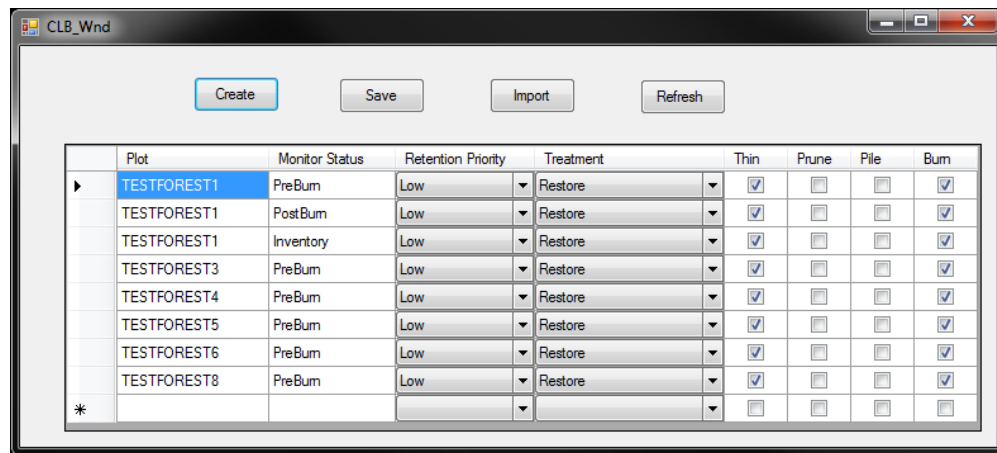 CLB_Wnd
Create Save Import Refresh
Plot Monitor Status Retention Priority Treatment Thin Prune Pile Burn
TESTFOREST1 PreBurn Low Restore
TESTFOREST1 PostBurn Low Restore
TESTFOREST1 Inventory Low Restore
TESTFOREST3 PreBurn Low Restore
TESTFOREST4 PreBurn Low Restore
TESTFOREST5 PreBurn Low Restore
TESTFOREST6 PreBurn Low Restore
TESTFOREST8 PreBurn Low Restore